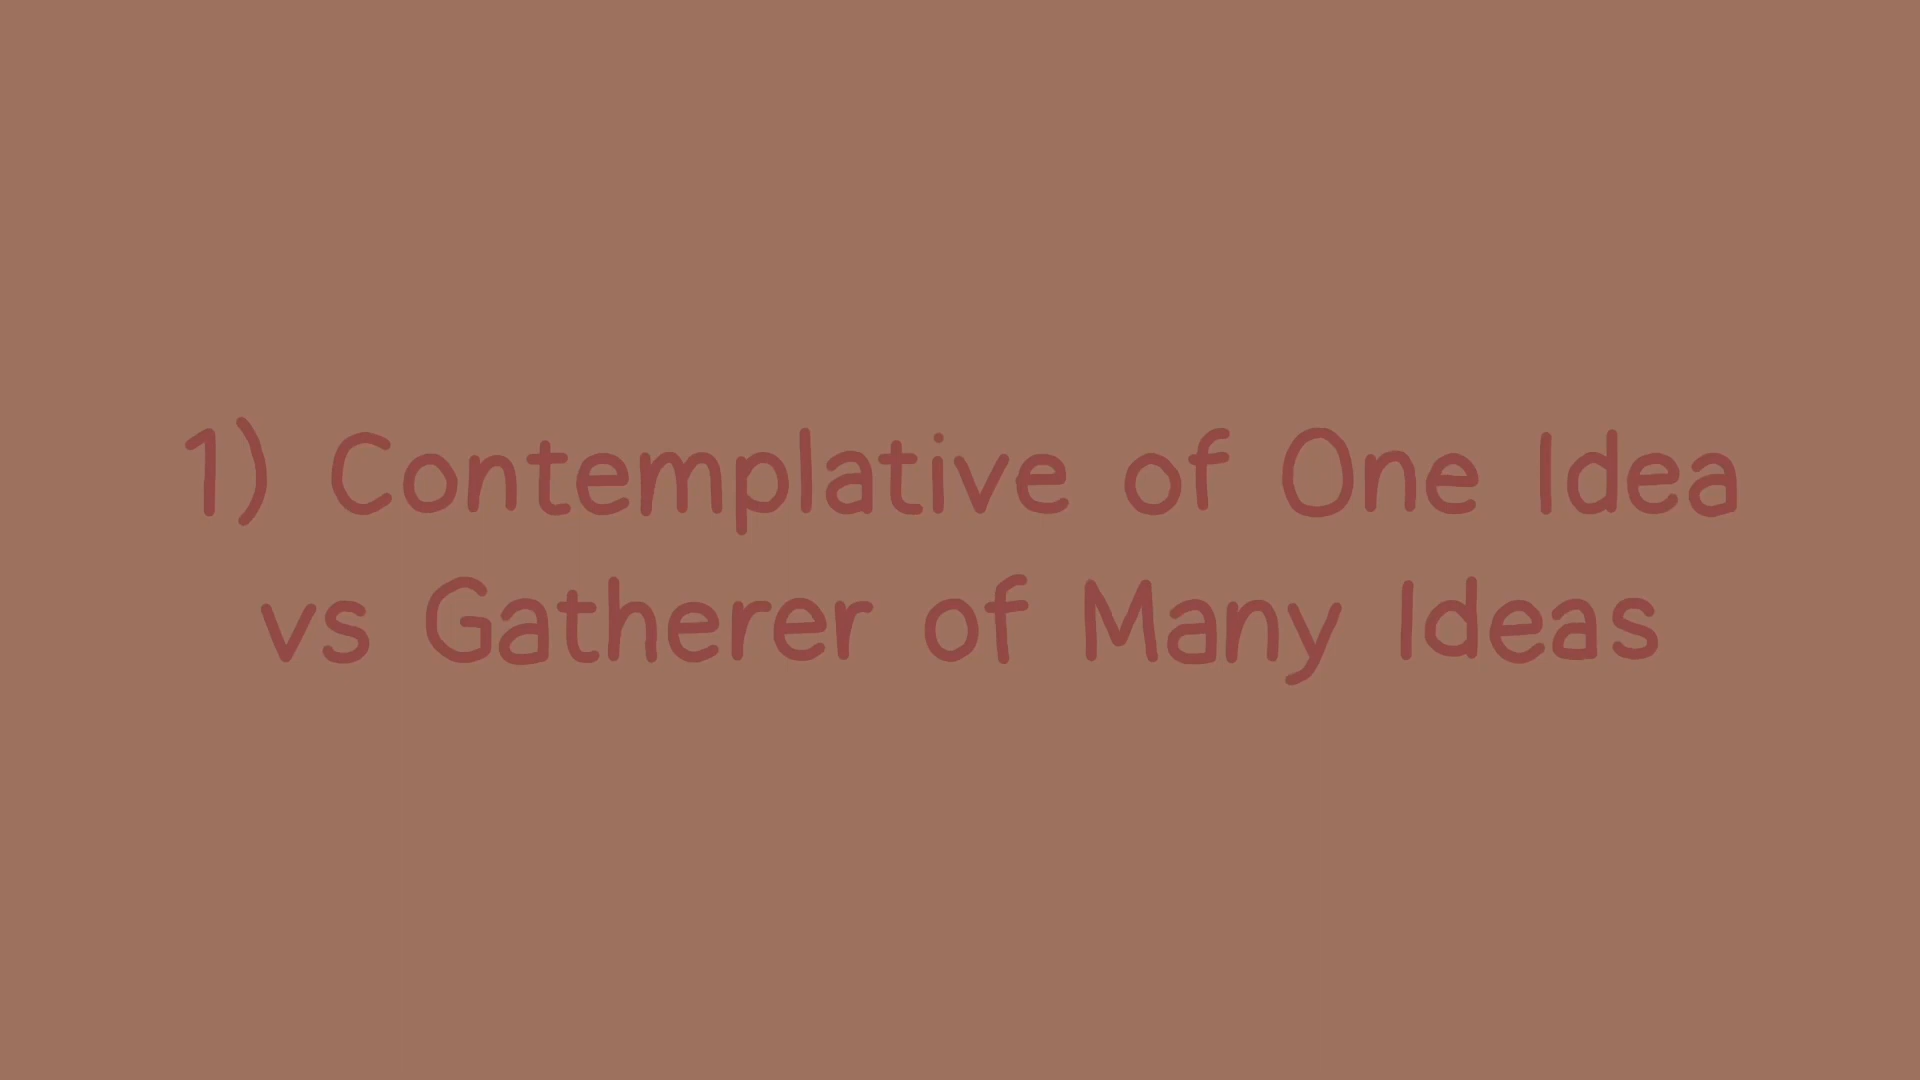 1) Contemplative of One Idea
vs Gatherer of Many Ideas